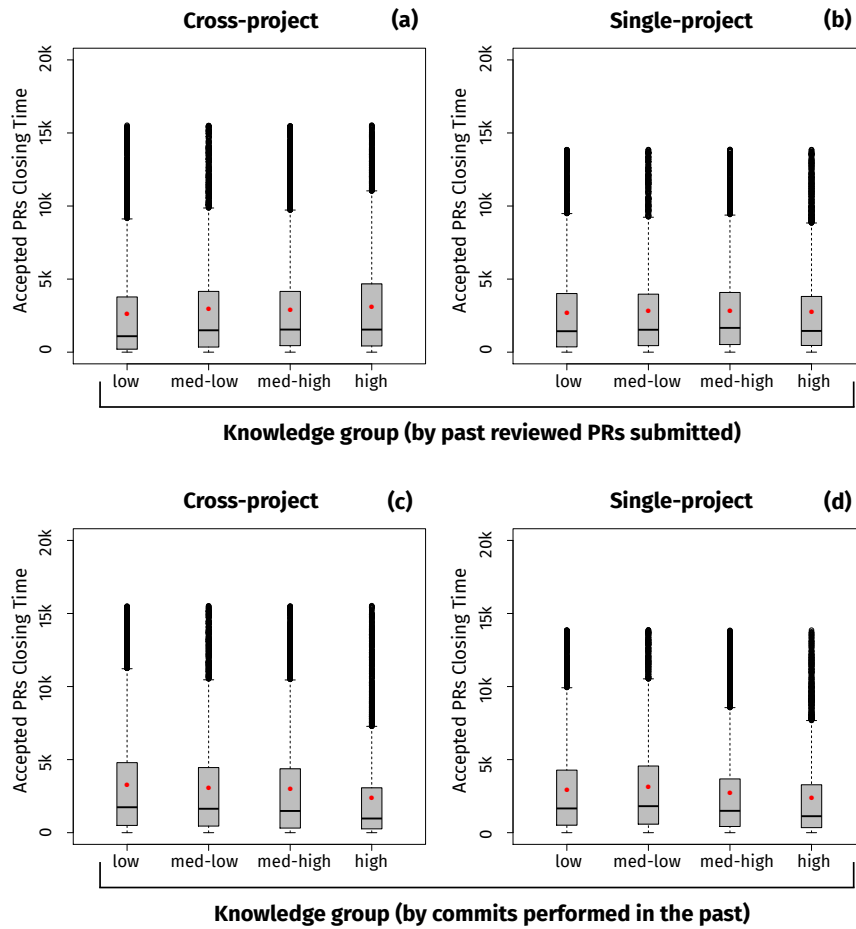 Cross-project (a)
Single-project (b)
Accepted PRs Closing Time
20k
15k
10k
5k
0
low med-low med-high high
Accepted PRs Closing Time
20k
15k
10k
5k
0
low med-low med-high high
Knowledge group (by past reviewed PRs submitted)
Cross-project (c)
Single-project (d)
Accepted PRs Closing Time
20k
15k
10k
5k
0
low med-low med-high high
Accepted PRs Closing Time
20k
15k
10k
5k
0
low med-low med-high high
Knowledge group (by commits performed in the past)